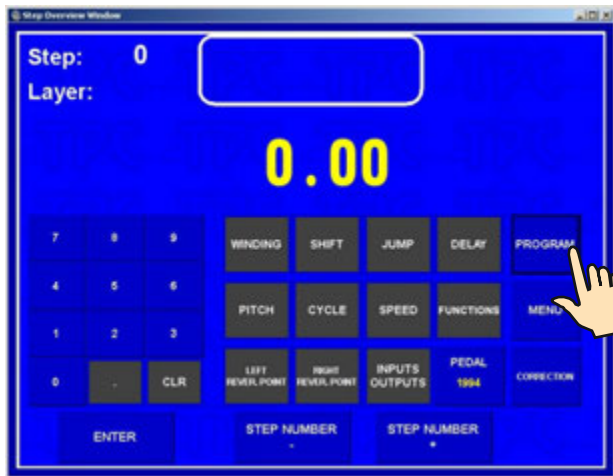 Step Overview Window
Step: 0
Layer:
0.00
7 8 9 WINDING SHIFT JUMP DELAY PROGRAM
4 5 6 PITCH CYCLE SPEED FUNCTIONS MENU
1 2 3
0 . CLR LEFT REVER. POINT RIGHT REVER. POINT INPUTS OUTPUTS PEDAL 1994 CORRECTION
ENTER STEP NUMBER - STEP NUMBER +